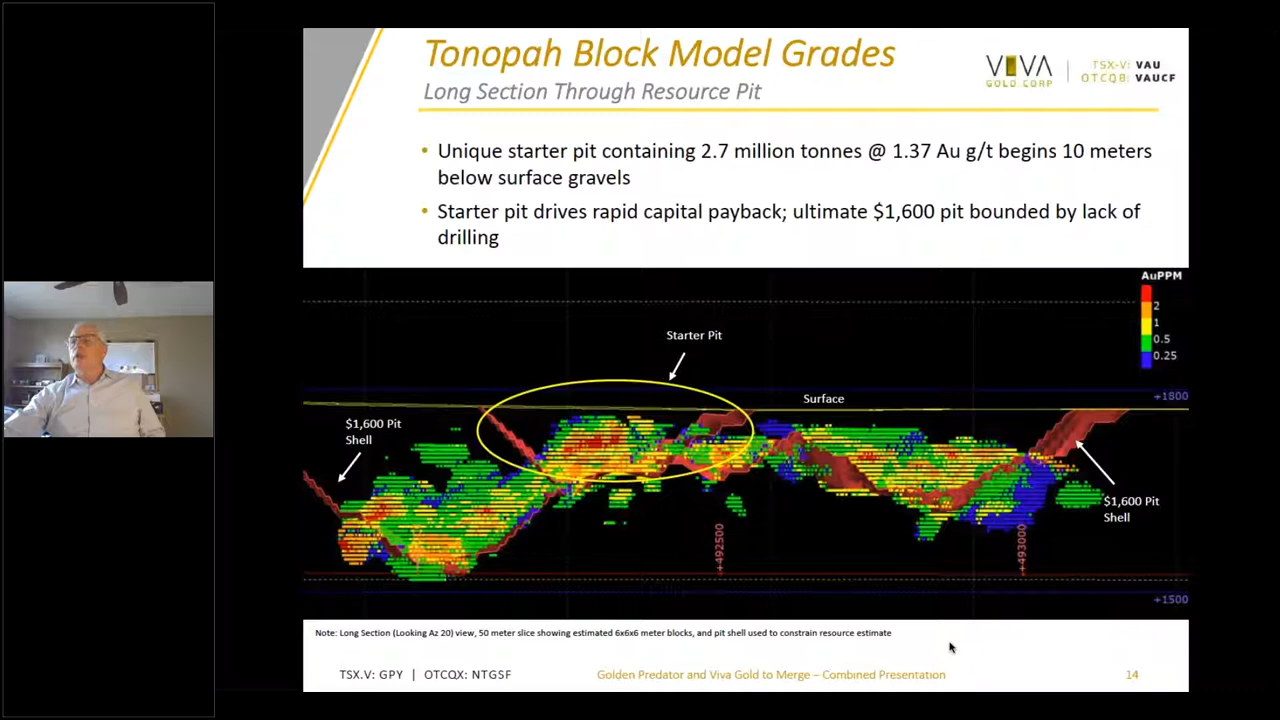 Tonopah Block Model Grades
Long Section Through Resource Pit
VIVA
GOLD CORP
TSX-V: VAU
OTCQB: VAUCF
• Unique starter pit containing 2.7 million tonnes @ 1.37 Au g/t begins 10 meters
below surface gravels
• Starter pit drives rapid capital payback; ultimate $1,600 pit bounded by lack of
drilling
AuPPM
2
1
0.5
0.25
Starter Pit
+1800
Surface
$1,600 Pit
Shell
$1,600 Pit
Shell
+492500
+493000
+1500
Note: Long Section (Looking Az 20) view, 50 meter slice showing estimated 6x6x6 meter blocks, and pit shell used to constrain resource estimate
TSX.V: GPY | OTCQX: NTGSF
Golden Predator and Viva Gold to Merge – Combined Presentation
14